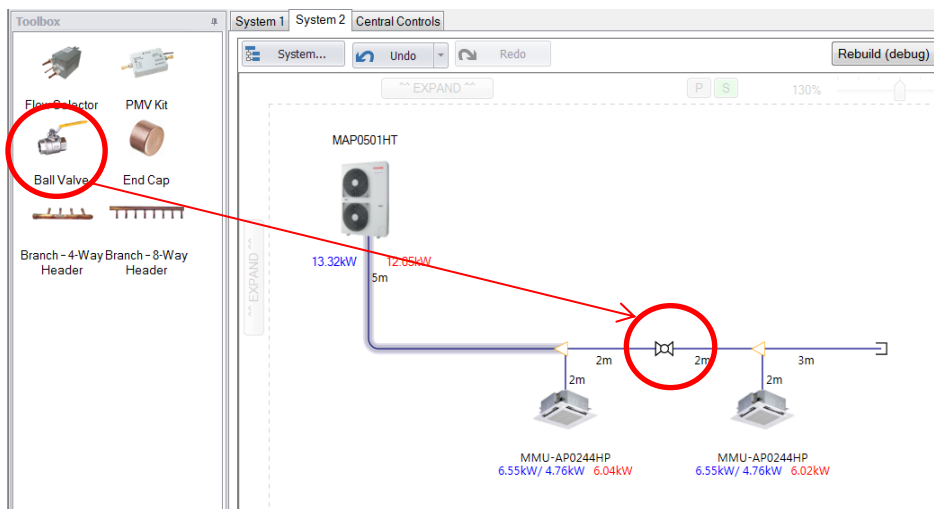 Toolbox
Flow Selector
PMV Kit
Ball Valve
End Cap
Branch - 4-Way Header
Branch - 8-Way Header
System 1
System 2
Central Controls
System...
Undo
Redo
Rebuild (debug)
^^ EXPAND ^^
P
S
130%
^^ EXPAND ^^
MAP0501HT
13.32kW
12.05kW
5m
2m
2m
3m
2m
2m
MMU-AP0244HP
6.55kW/ 4.76kW 6.04kW
MMU-AP0244HP
6.55kW/ 4.76kW 6.02kW